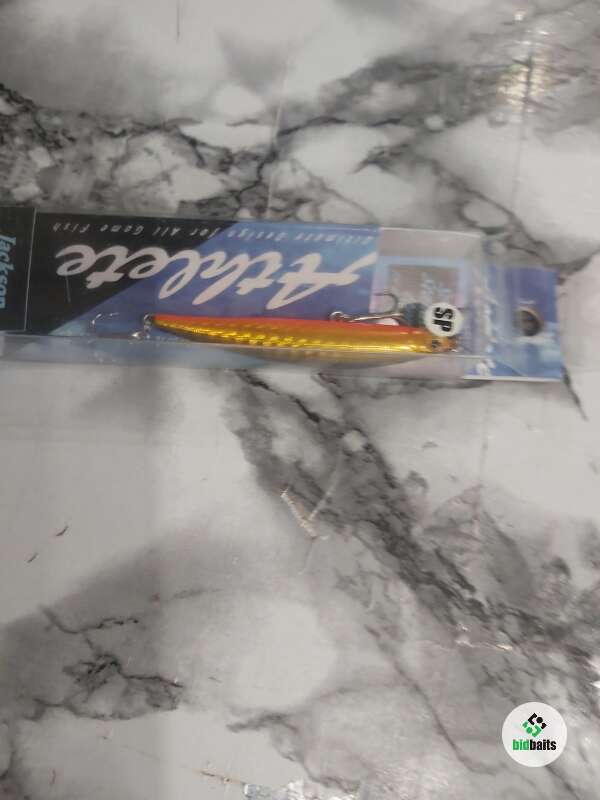 Jackson
Athlete
Ultimate Design for All Game Fish
SP
bidbaits